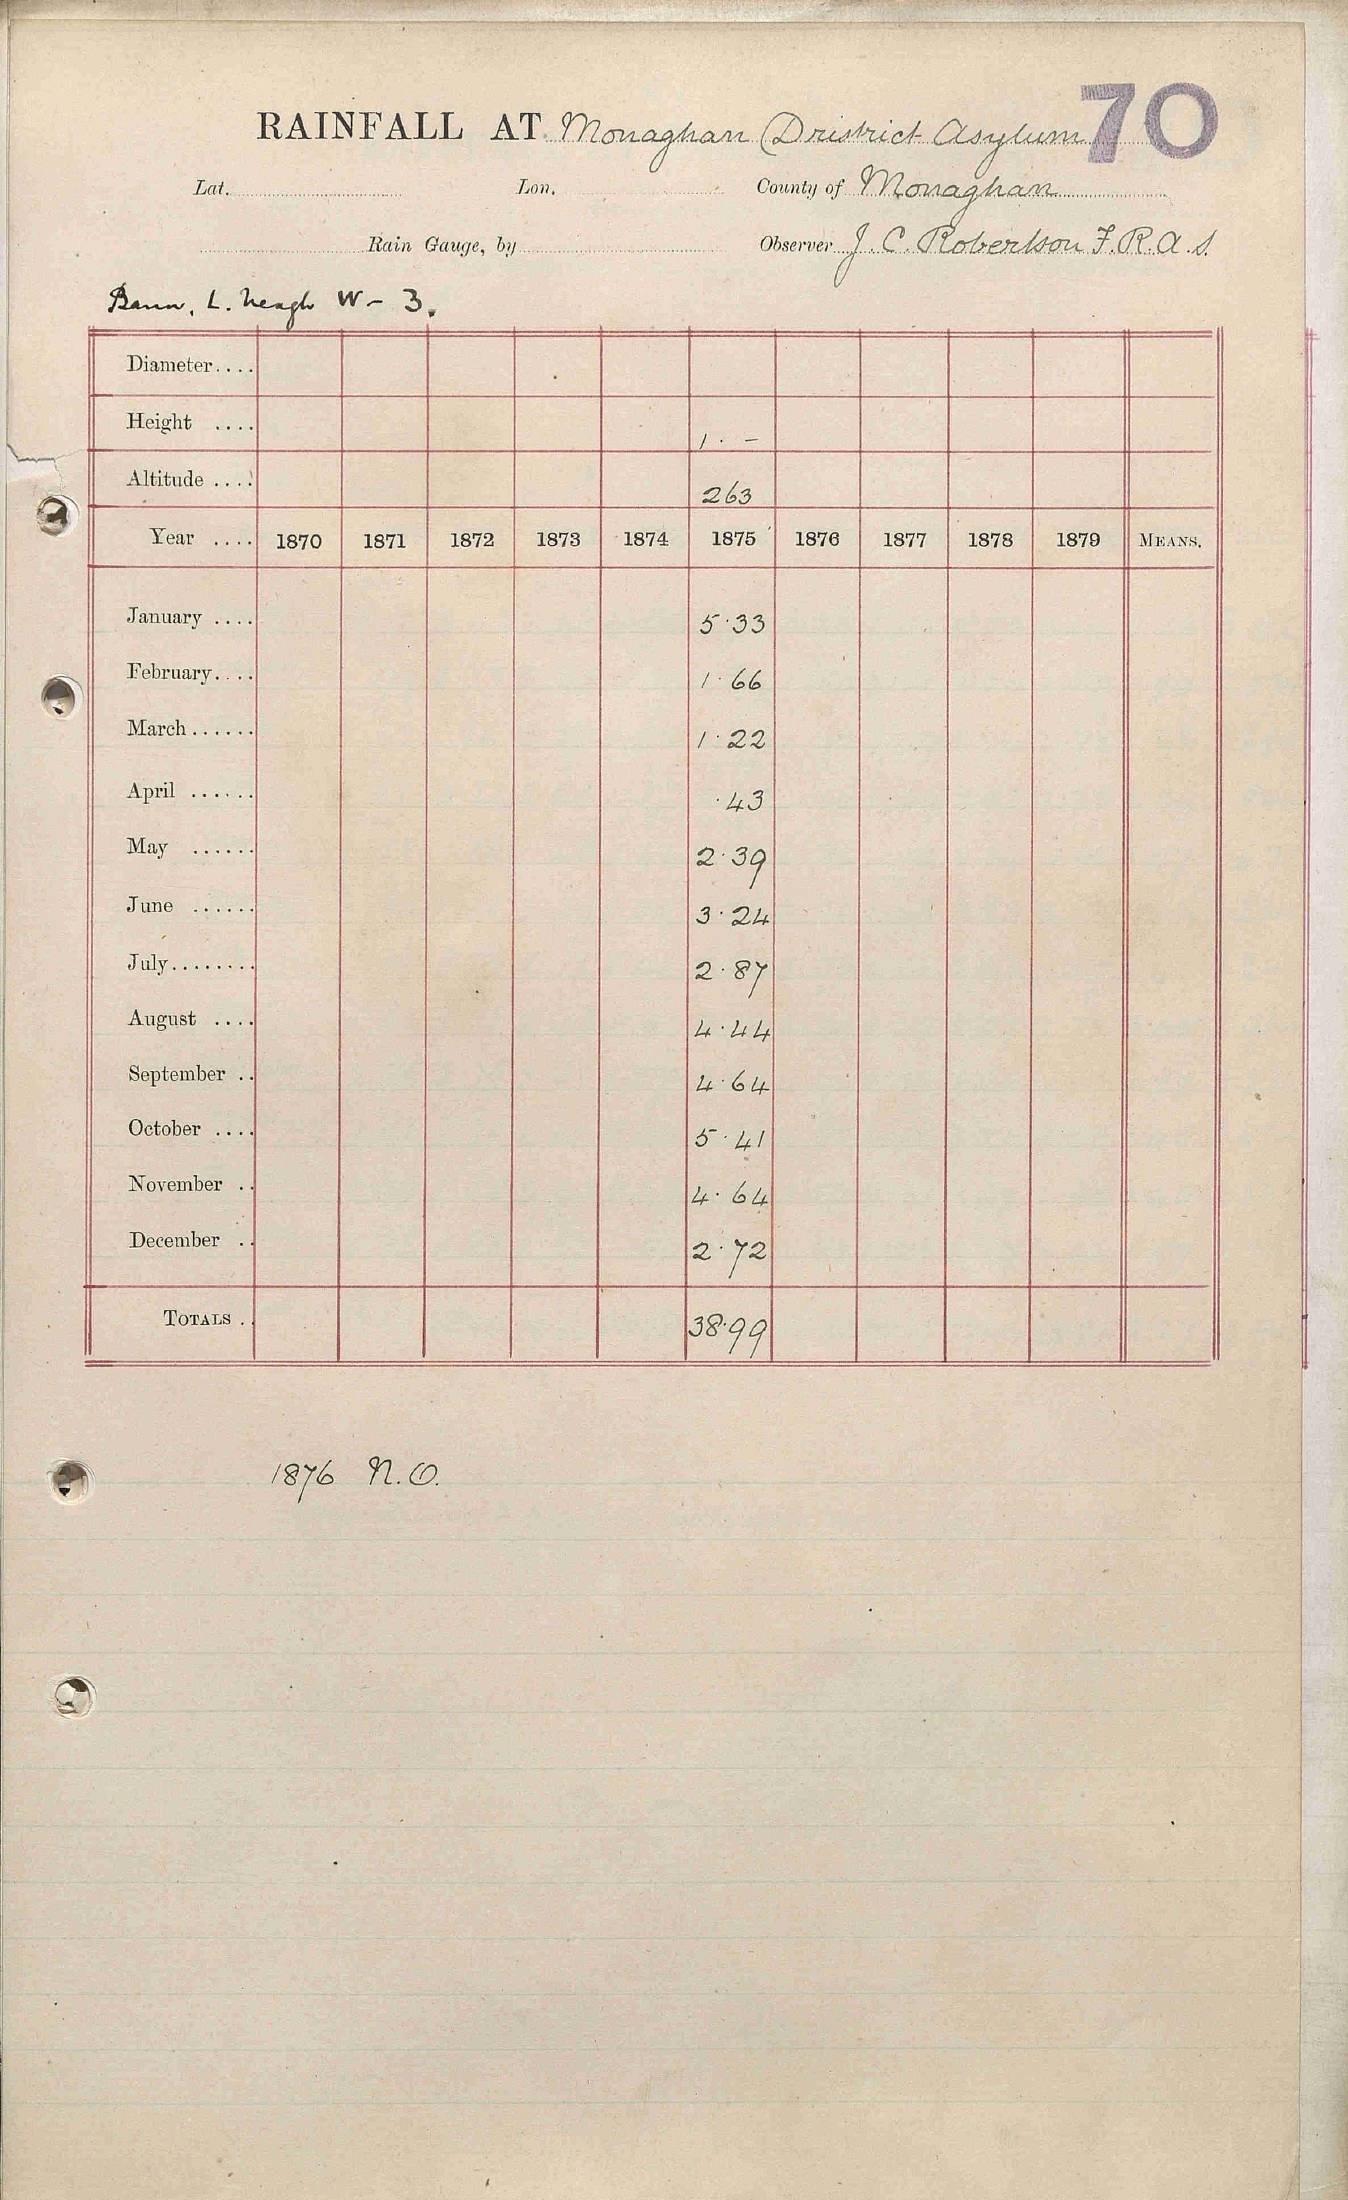 70
RAINFALL AT Monaghan (Dristrict Asylum
Lat. Lon. County of Monaghan
Rain Gauge, by Observer J. C. Robertson F.R.A.S.
Bann, L. Neagh W - 3.
Diameter....
Height .... 1. -
Altitude .... 263
Year .... 1870 1871 1872 1873 1874 1875 1876 1877 1878 1879 MEANS.
January .... 5.33
February.... 1.66
March...... 1.22
April ...... .43
May ...... 2.39
June ...... 3.24
July........ 2.87
August .... 4.44
September .. 4.64
October .... 5.41
November .. 4.64
December .. 2.72
TOTALS .. 38.99
1876 N.O.